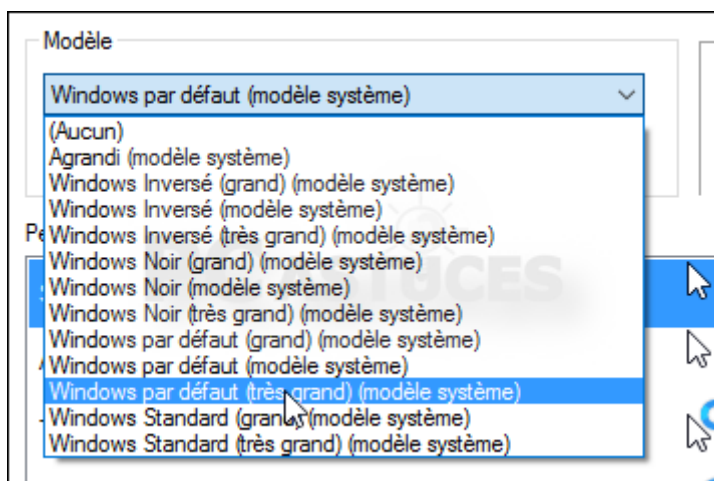 Modèle
Windows par défaut (modèle système)
(Aucun)
Agrandi (modèle système)
Windows Inversé (grand) (modèle système)
Windows Inversé (modèle système)
Windows Inversé (très grand) (modèle système)
Windows Noir (grand) (modèle système)
Windows Noir (modèle système)
Windows Noir (très grand) (modèle système)
Windows par défaut (grand) (modèle système)
Windows par défaut (modèle système)
Windows par défaut (très grand) (modèle système)
Windows Standard (grand) (modèle système)
Windows Standard (très grand) (modèle système)
PC ASTUCES